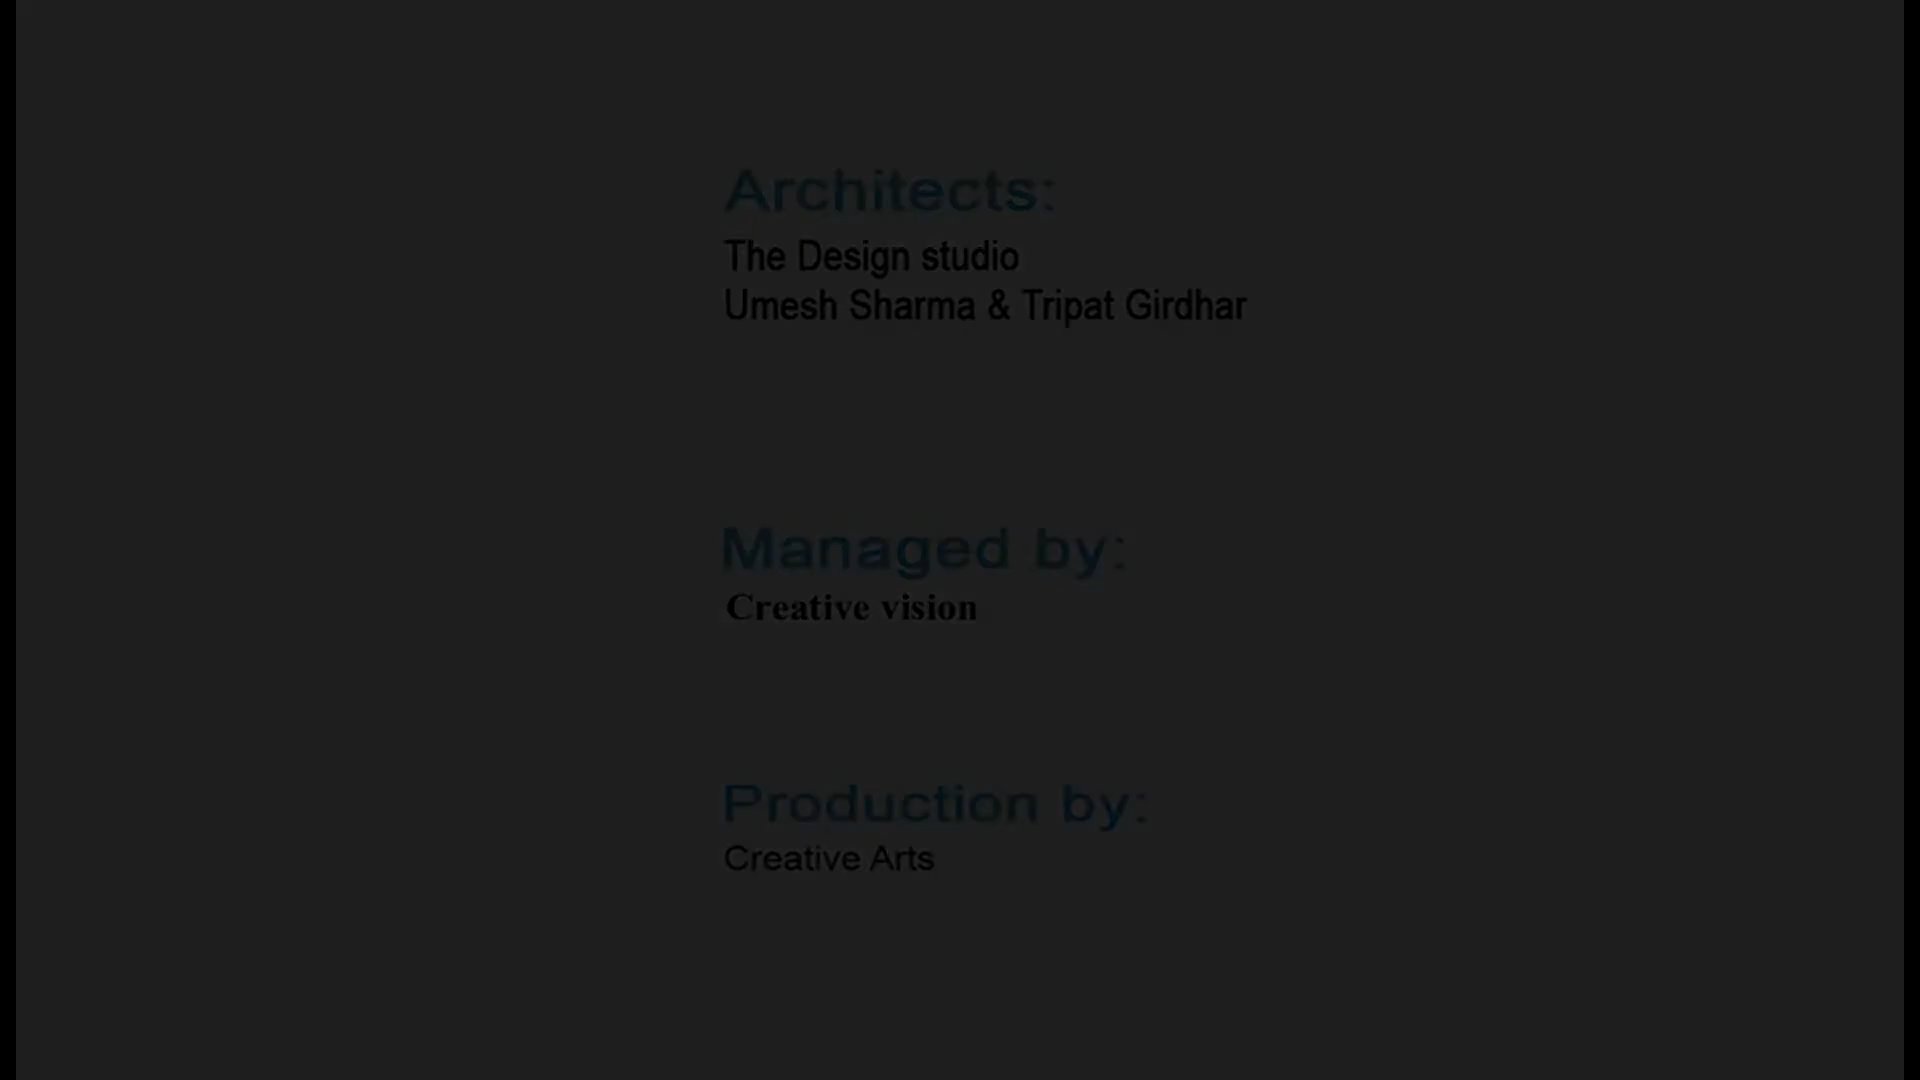 Architects:
The Design studio
Umesh Sharma & Tripat Girdhar
Managed by:
Creative vision
Production by:
Creative Arts